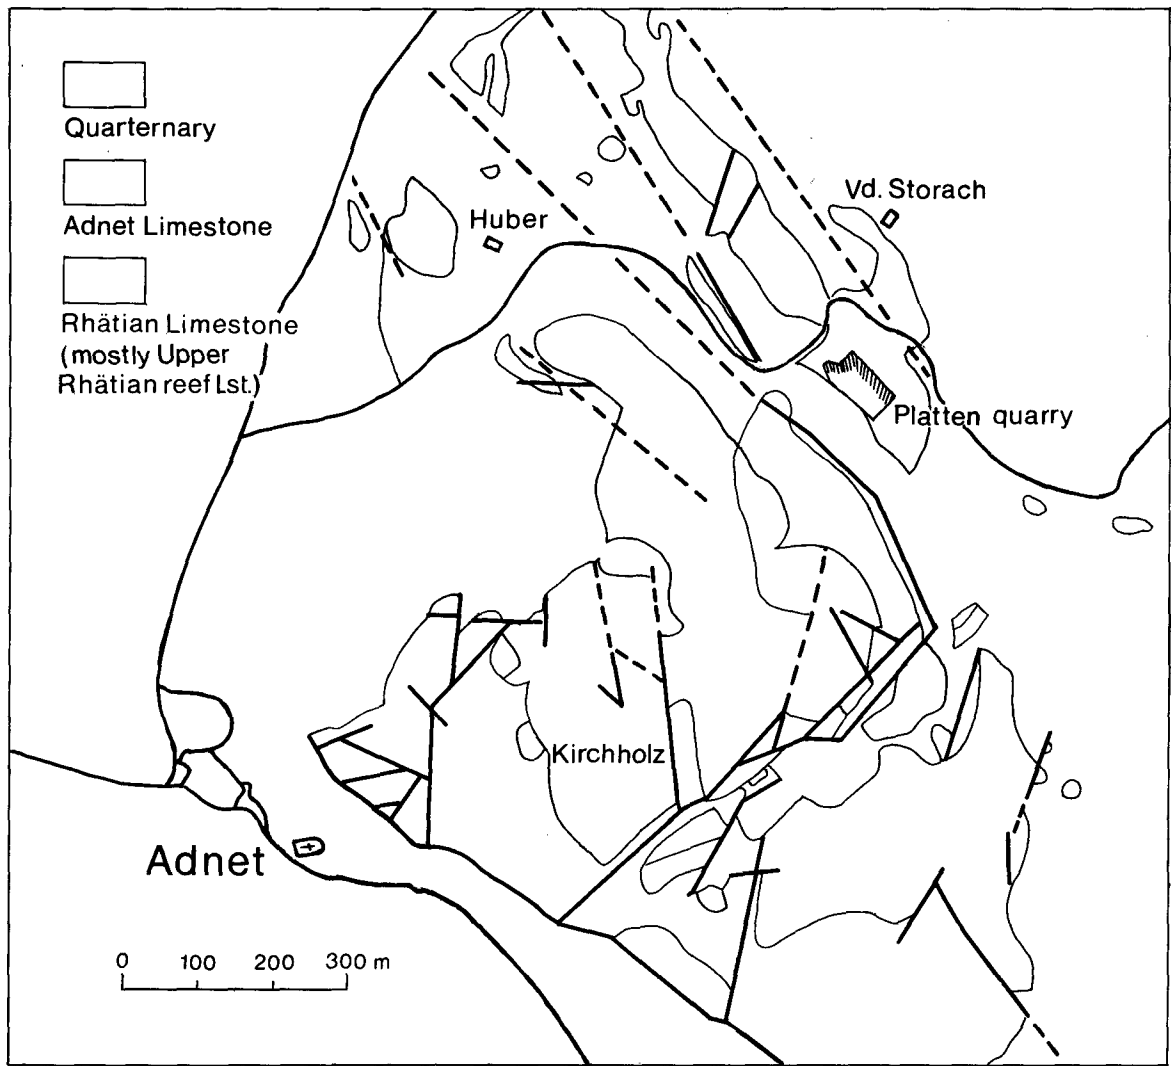 Quarternary
Adnet Limestone
Rhätian Limestone
(mostly Upper
Rhätian reef Lst.)
Huber
Vd. Storach
Platten quarry
Kirchholz
Adnet
0 100 200 300 m